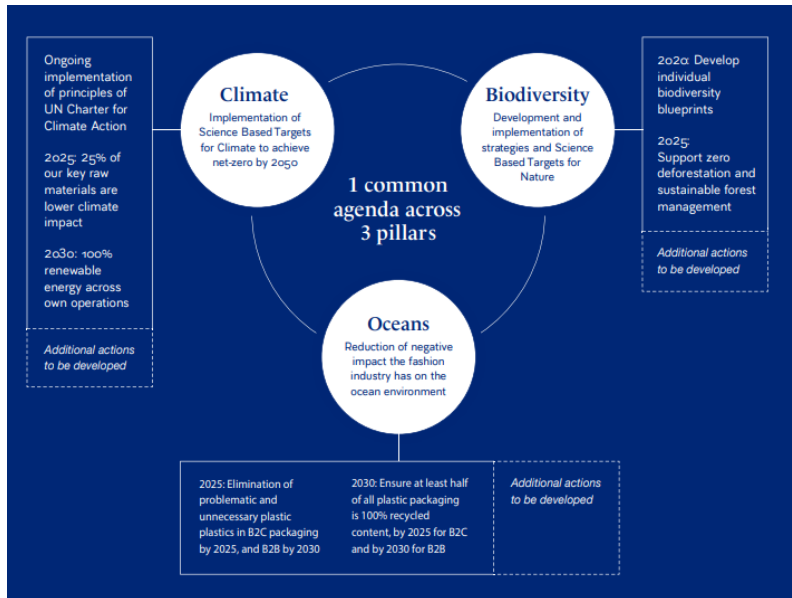 Ongoing
implementation
of principles of
UN Charter for
Climate Action
2025: 25% of
our key raw
materials are
lower climate
impact
2030: 100%
renewable
energy across
own operations
Additional actions
to be developed
Climate
Implementation of
Science Based Targets
for Climate to achieve
net-zero by 2050
1 common
agenda across
3 pillars
Biodiversity
Development and
implementation of
strategies and Science
Based Targets for
Nature
2020: Develop
individual
biodiversity
blueprints
2025:
Support zero
deforestation and
sustainable forest
management
Additional actions
to be developed
Oceans
Reduction of negative
impact the fashion
industry has on the
ocean environment
2025: Elimination of
problematic and
unnecessary plastic
plastics in B2C packaging
by 2025, and B2B by 2030
2030: Ensure at least half
of all plastic packaging
is 100% recycled
content, by 2025 for B2C
and by 2030 for B2B
Additional actions
to be developed